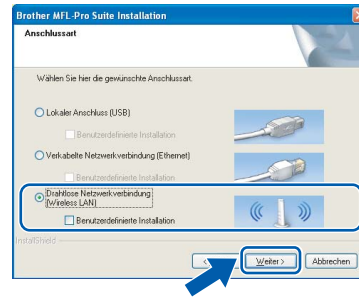 Brother MFL-Pro Suite Installation
Anschlussart
Wählen Sie hier die gewünschte Anschlussart.
Lokaler Anschluss (USB)
Benutzerdefinierte Installation
Verkabelte Netzwerkverbindung (Ethernet)
Benutzerdefinierte Installation
Drahtlose Netzwerkverbindung
(Wireless LAN)
Benutzerdefinierte Installation
InstallShield
< Weiter > Abbrechen